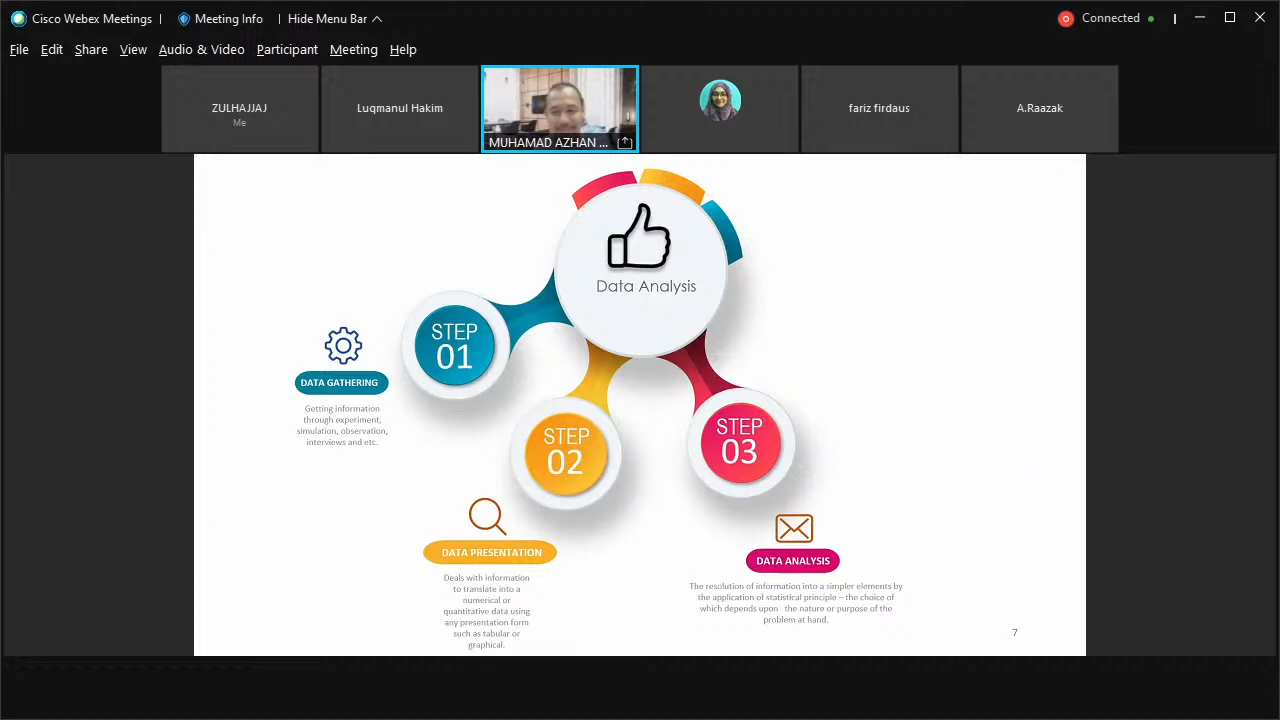 Cisco Webex Meetings | Meeting Info | Hide Menu Bar
Connected
File Edit Share View Audio & Video Participant Meeting Help
ZULHAJJAJ
Me
Luqmanul Hakim
MUHAMAD AZHAN ...
fariz firdaus
A.Raazak
Data Analysis
STEP
01
DATA GATHERING
Getting information
through experiment,
simulation, observation,
interviews and etc.
STEP
02
DATA PRESENTATION
Deals with information
to translate into a
numerical or
quantitative data using
any presentation form
such as tabular or
graphical.
STEP
03
DATA ANALYSIS
The resolution of information into a simpler elements by
the application of statistical principle – the choice of
which depends upon the nature or purpose of the
problem at hand.
7